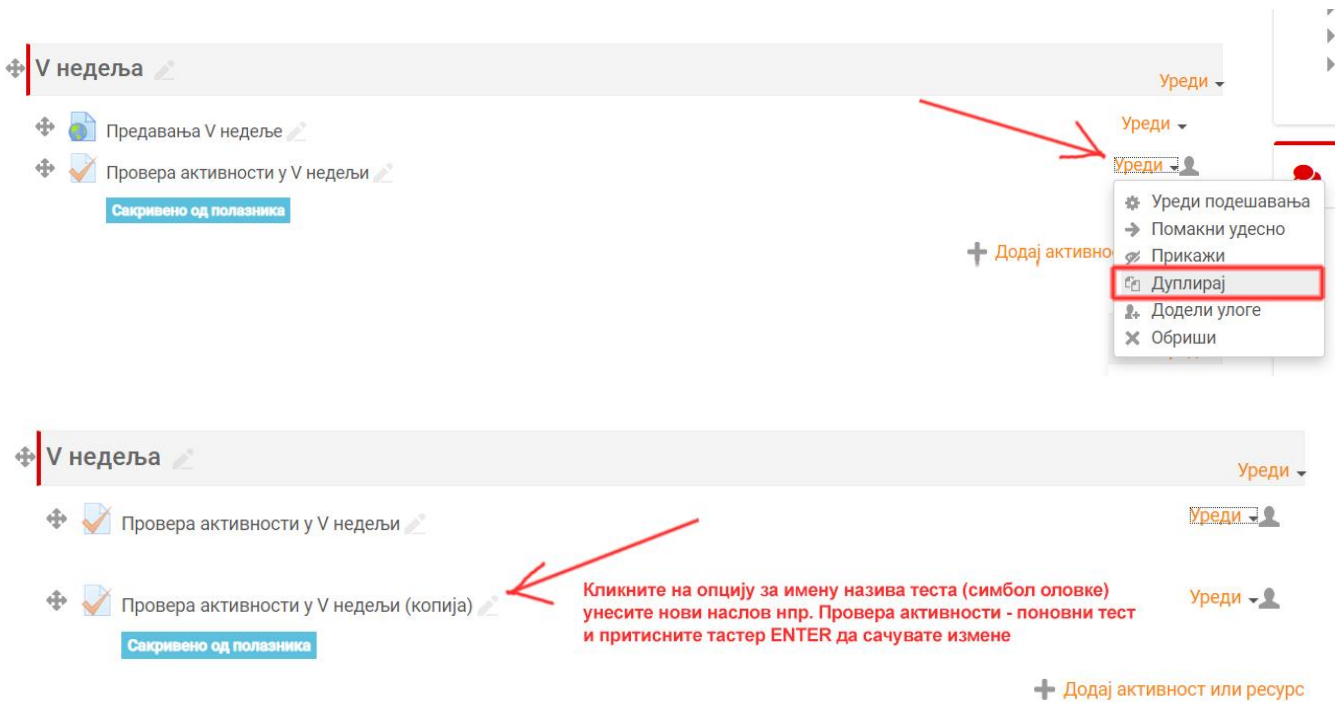 V недеља
Уреди
Предавања V недеље
Уреди
Провера активности у V недељи
Уреди
Сакривено од полазника
Уреди подешавања
Помакни удесно
Додај активно
Прикажи
Дуплирај
Додели улоге
Обриши
V недеља
Уреди
Провера активности у V недељи
Уреди
Провера активности у V недељи (копија)
Уреди
Сакривено од полазника
Кликните на опцију за имену назива теста (симбол оловке)
унесите нови наслов нпр. Провера активности - поновни тест
и притисните тастер ENTER да сачувате измене
Додај активност или ресурс